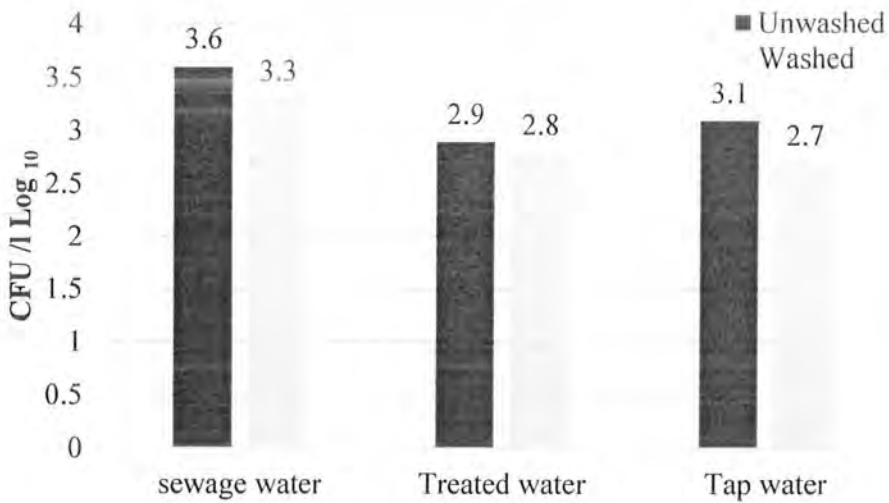 4
3.5
3
2.5
2
1.5
1
0.5
0
CFU /l Log 10
3.6
3.3
2.9
2.8
3.1
2.7
Unwashed
Washed
sewage water
Treated water
Tap water